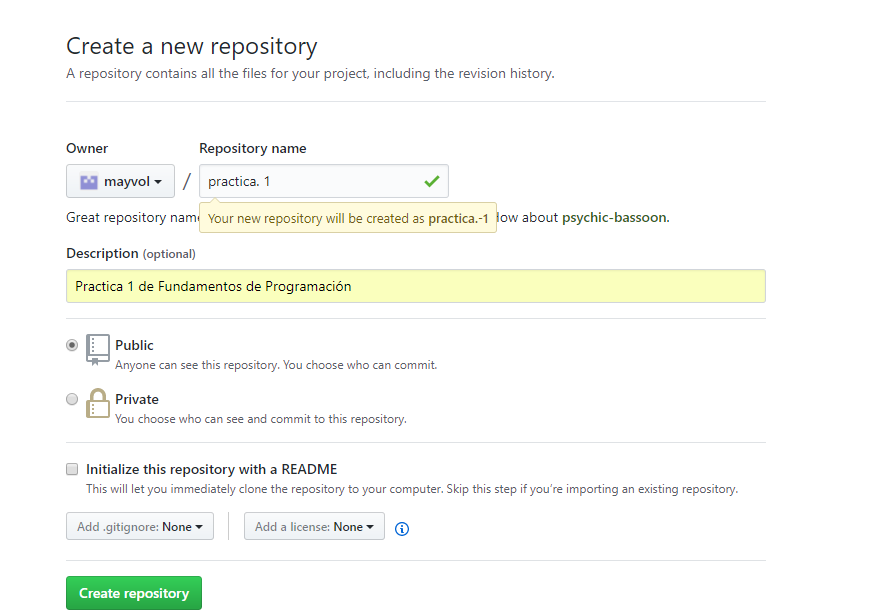 Create a new repository
A repository contains all the files for your project, including the revision history.
Owner Repository name
mayvol / practica. 1
Great repository nam
Your new repository will be created as practica.-1
ow about psychic-bassoon.
Description (optional)
Practica 1 de Fundamentos de Programación
Public
Anyone can see this repository. You choose who can commit.
Private
You choose who can see and commit to this repository.
Initialize this repository with a README
This will let you immediately clone the repository to your computer. Skip this step if you’re importing an existing repository.
Add .gitignore: None Add a license: None
Create repository